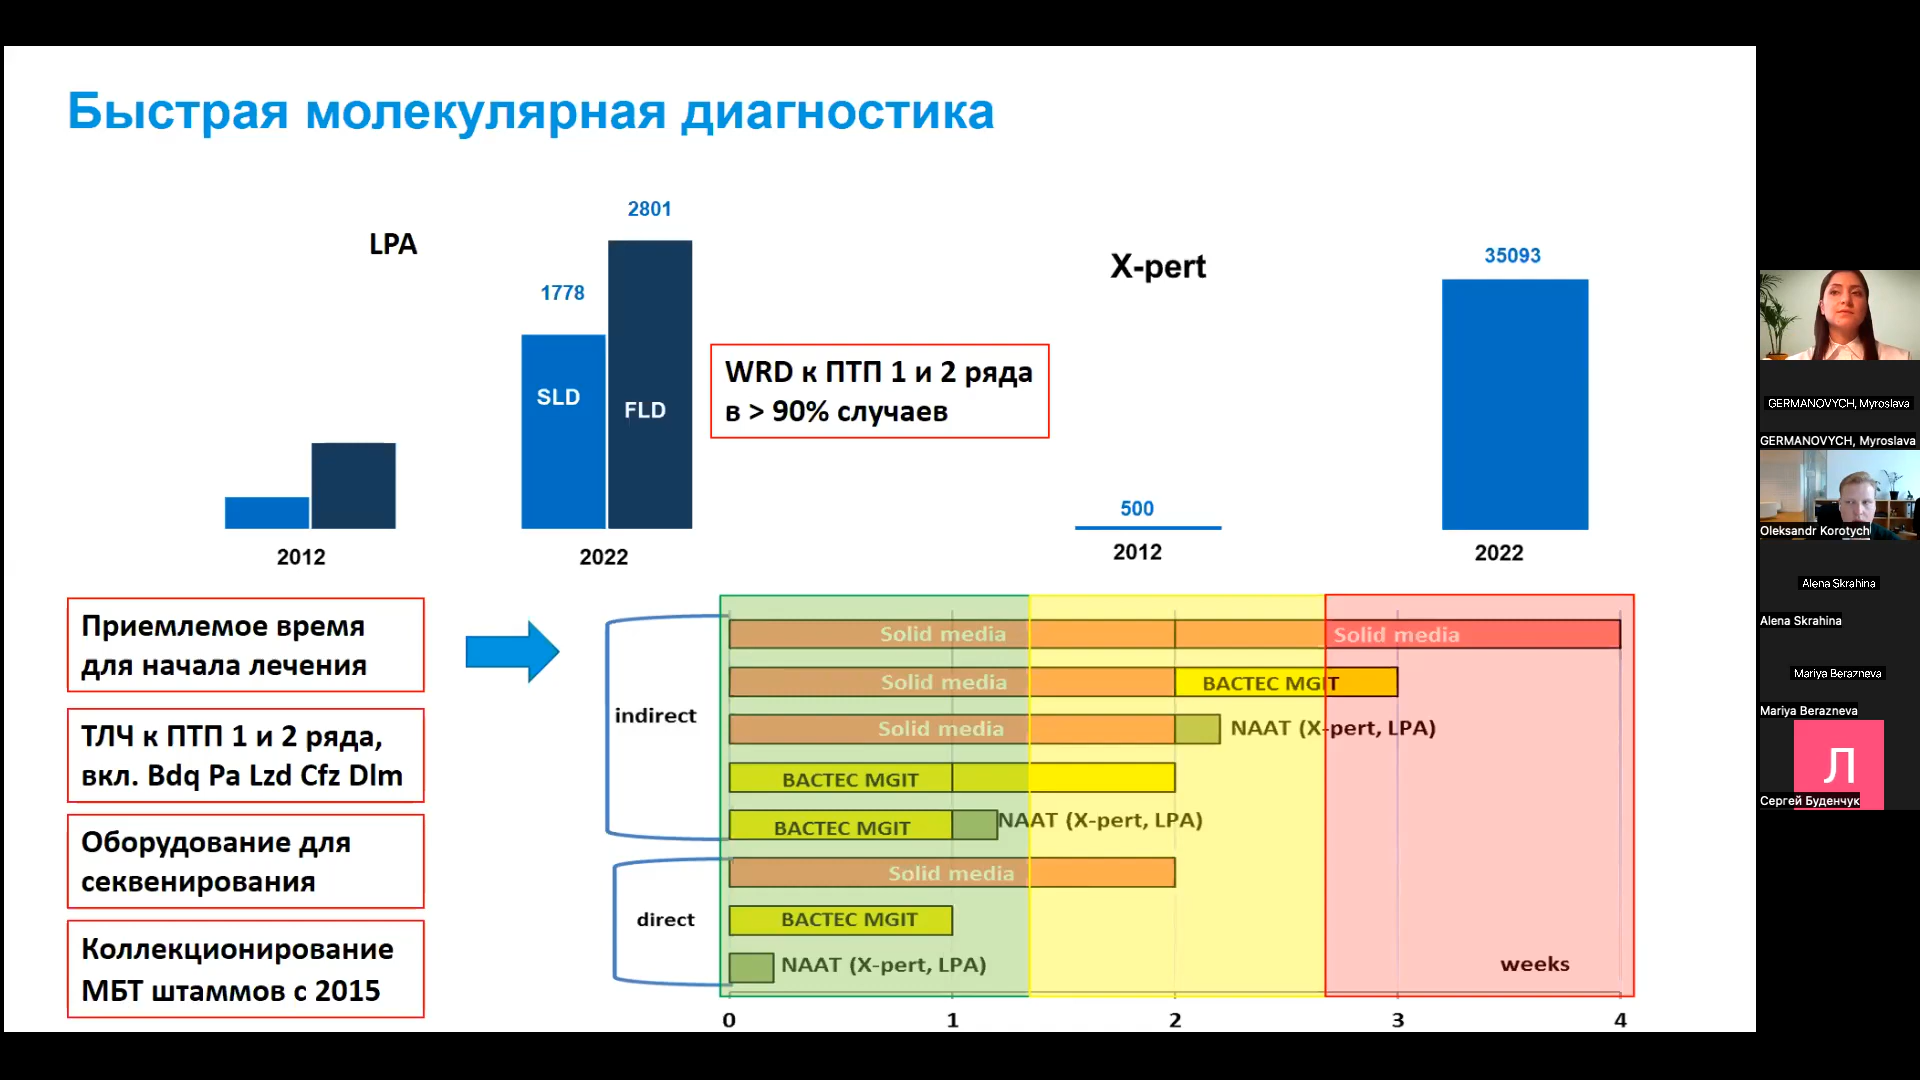 Быстрая молекулярная диагностика
LPA
1778
2801
SLD
FLD
2012
2022
WRD к ПТП 1 и 2 ряда
в > 90% случаев
X-pert
500
35093
2012
2022
Приемлемое время
для начала лечения
ТЛЧ к ПТП 1 и 2 ряда,
вкл. Bdq Pa Lzd Cfz Dlm
Оборудование для
секвенирования
Коллекционирование
МБТ штаммов с 2015
indirect
Solid media
Solid media
Solid media
BACTEC MGIT
Solid media
NAAT (X-pert, LPA)
BACTEC MGIT
BACTEC MGIT
NAAT (X-pert, LPA)
direct
Solid media
BACTEC MGIT
NAAT (X-pert, LPA)
weeks
0
1
2
3
4
GERMANOVYCH, Myroslava
GERMANOVYCH, Myroslava
Oleksandr Korotych
Alena Skrahina
Alena Skrahina
Mariya Berazneva
Mariya Berazneva
Л
Сергей Буденчук